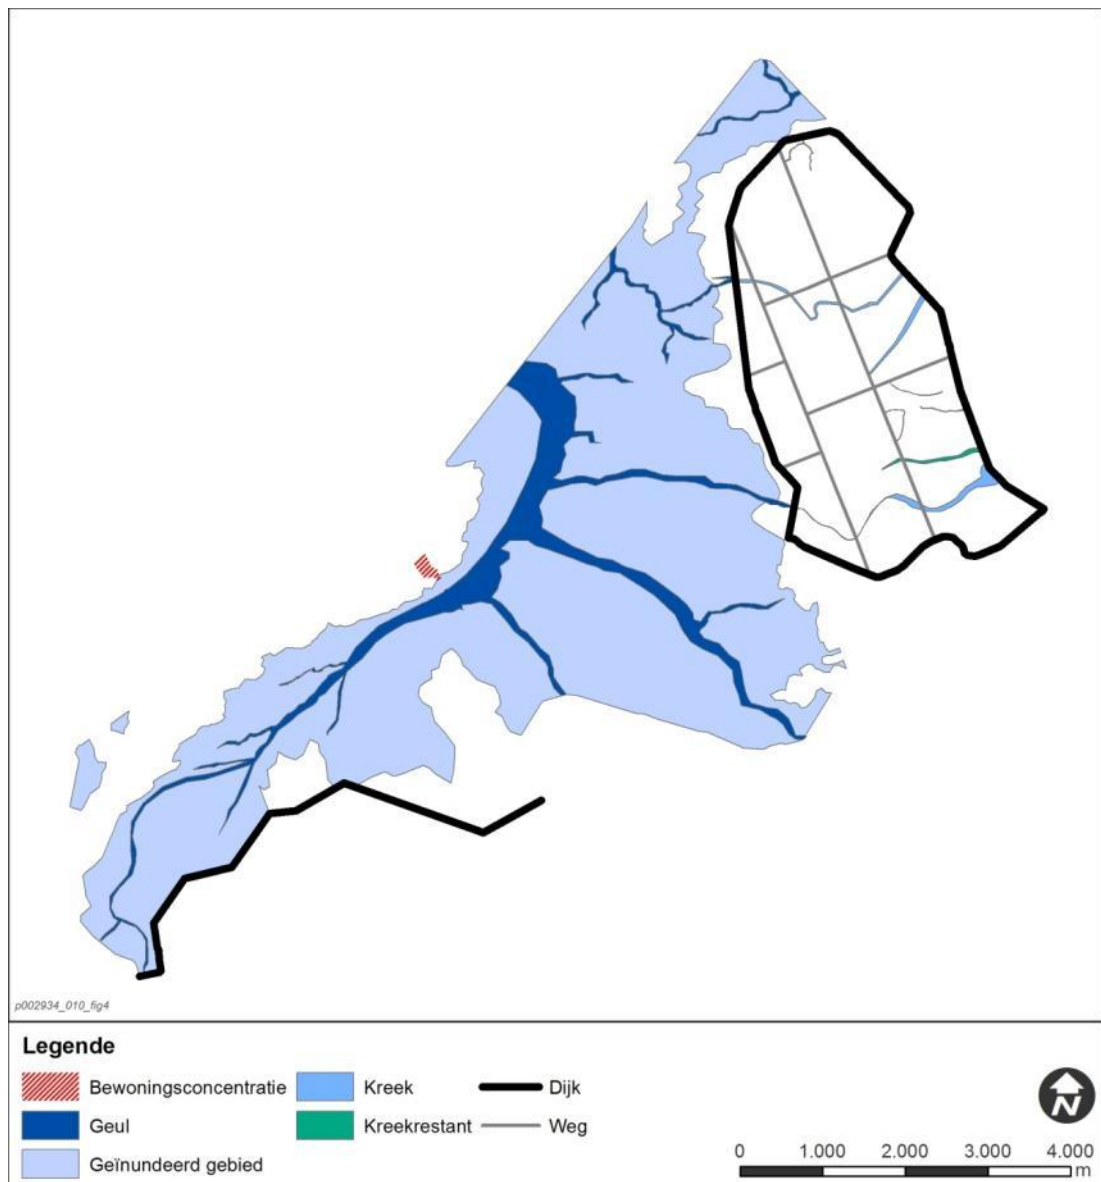 p002934_010_fig4
Legende
Bewoningsconcentratie
Kreek
Dijk
Geul
Kreekrestant
Weg
Geïnundeerd gebied
N
0 1.000 2.000 3.000 4.000
m